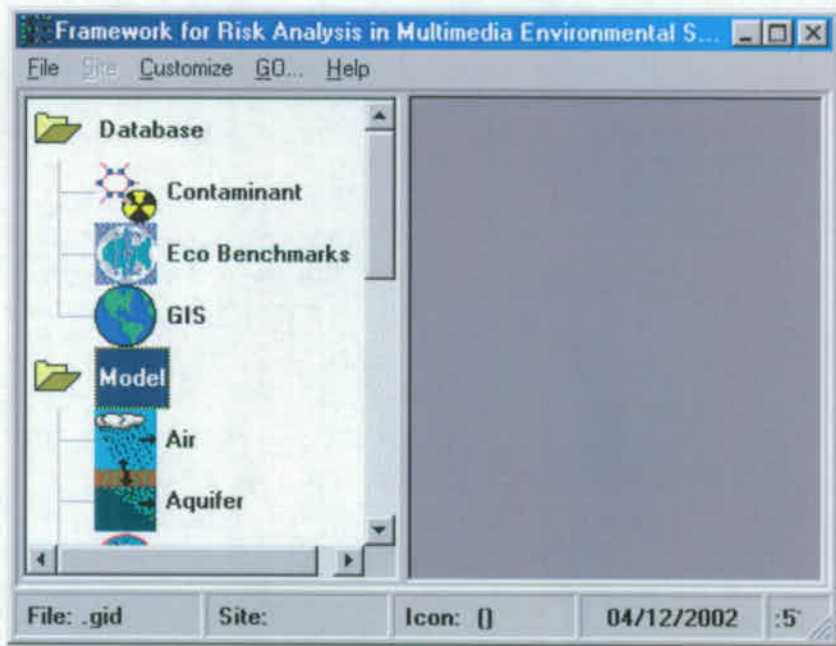 Framework for Risk Analysis in Multimedia Environmental S...
File Site Customize GO... Help
Database
Contaminant
Eco Benchmarks
GIS
Model
Air
Aquifer
File: .gid Site: Icon: () 04/12/2002 :5